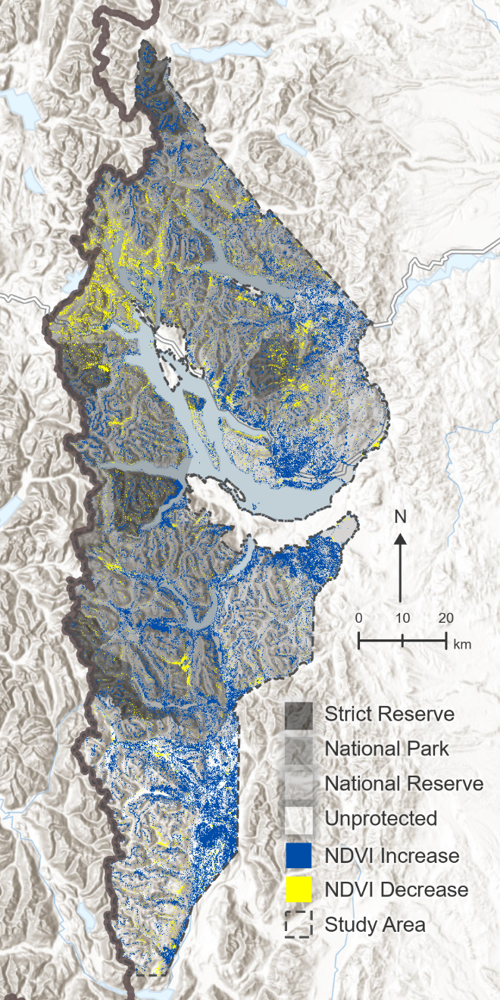 N
0 10 20
km
Strict Reserve
National Park
National Reserve
Unprotected
NDVI Increase
NDVI Decrease
Study Area